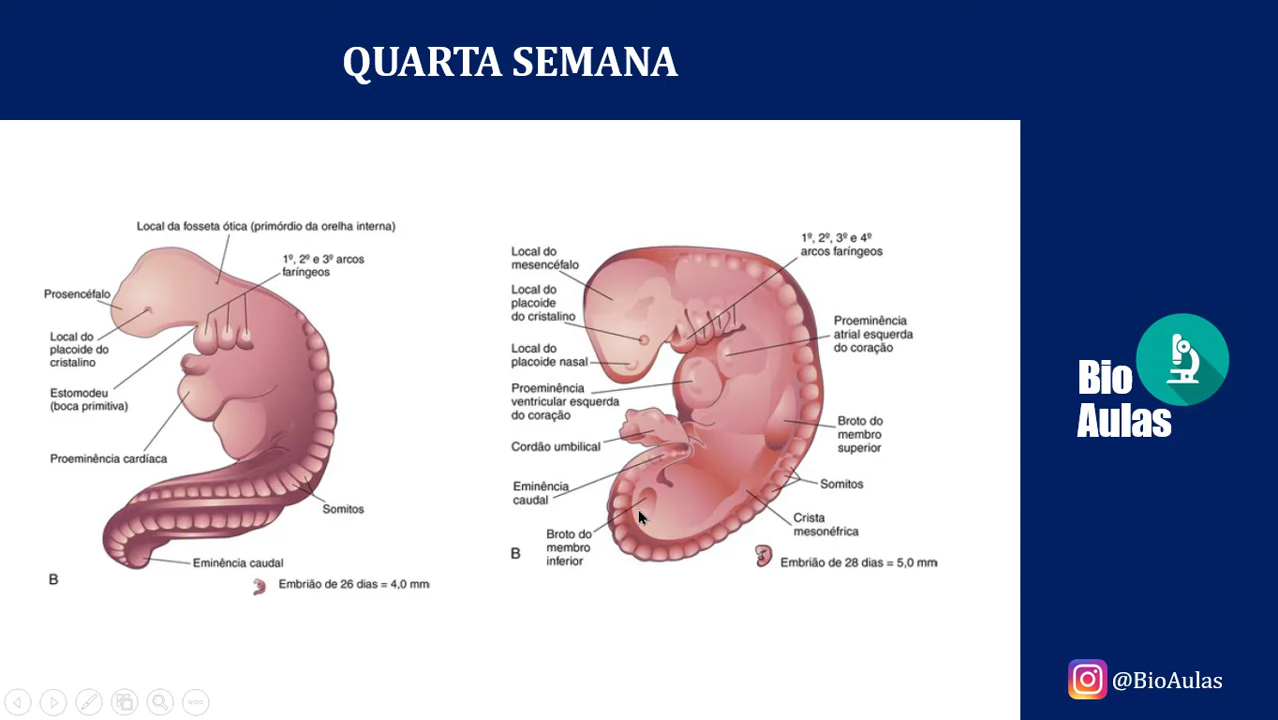 QUARTA SEMANA
Local da fosseta ótica (primórdio da orelha interna)
1º, 2º e 3º arcos
faríngeos
Prosencéfalo
Local do
placoide do
cristalino
Estomodeu
(boca primitiva)
Proeminência cardíaca
Somitos
Eminência caudal
B
Embrião de 26 dias = 4,0 mm
1º, 2º, 3º e 4º
arcos faríngeos
Local do
mesencéfalo
Local do
placoide
do cristalino
Local do
placoide nasal
Proeminência
ventricular esquerda
do coração
Cordão umbilical
Eminência
caudal
Broto do
membro
inferior
Proeminência
atrial esquerda
do coração
Broto do
membro
superior
Somitos
Crista
mesonéfrica
B
Embrião de 28 dias = 5,0 mm
Bio
Aulas
@BioAulas